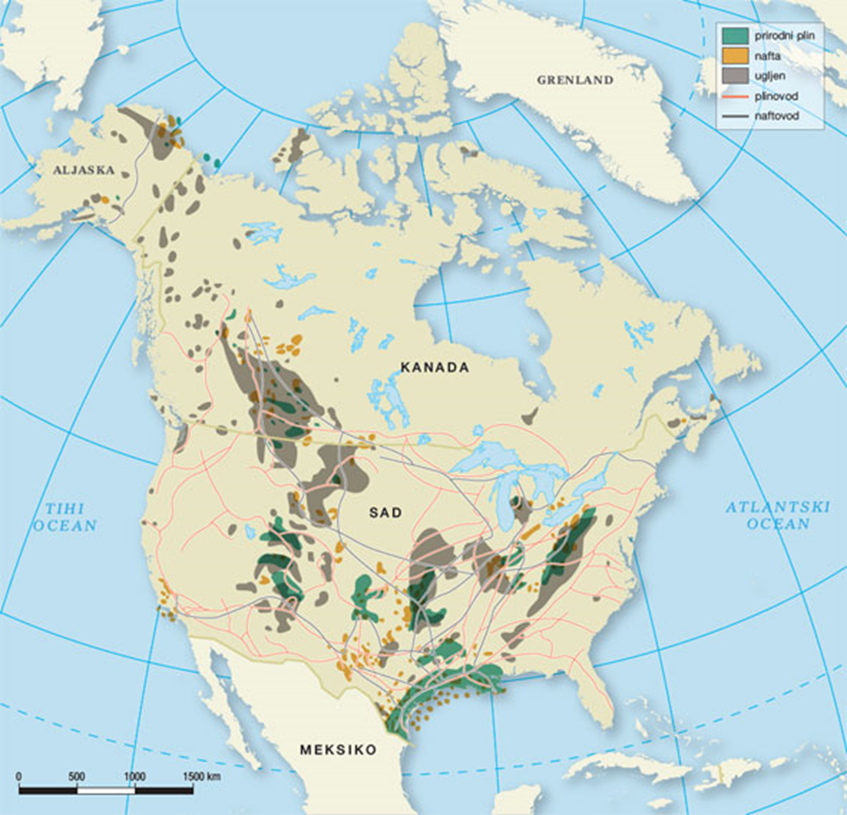 prirodni plin
nafta
ugljen
plinovod
naftovod
GRENLAND
ALJASKA
KANADA
SAD
TIHI
OCEAN
ATLANTSKI
OCEAN
MEKSIKO
0 500 1000 1500 km